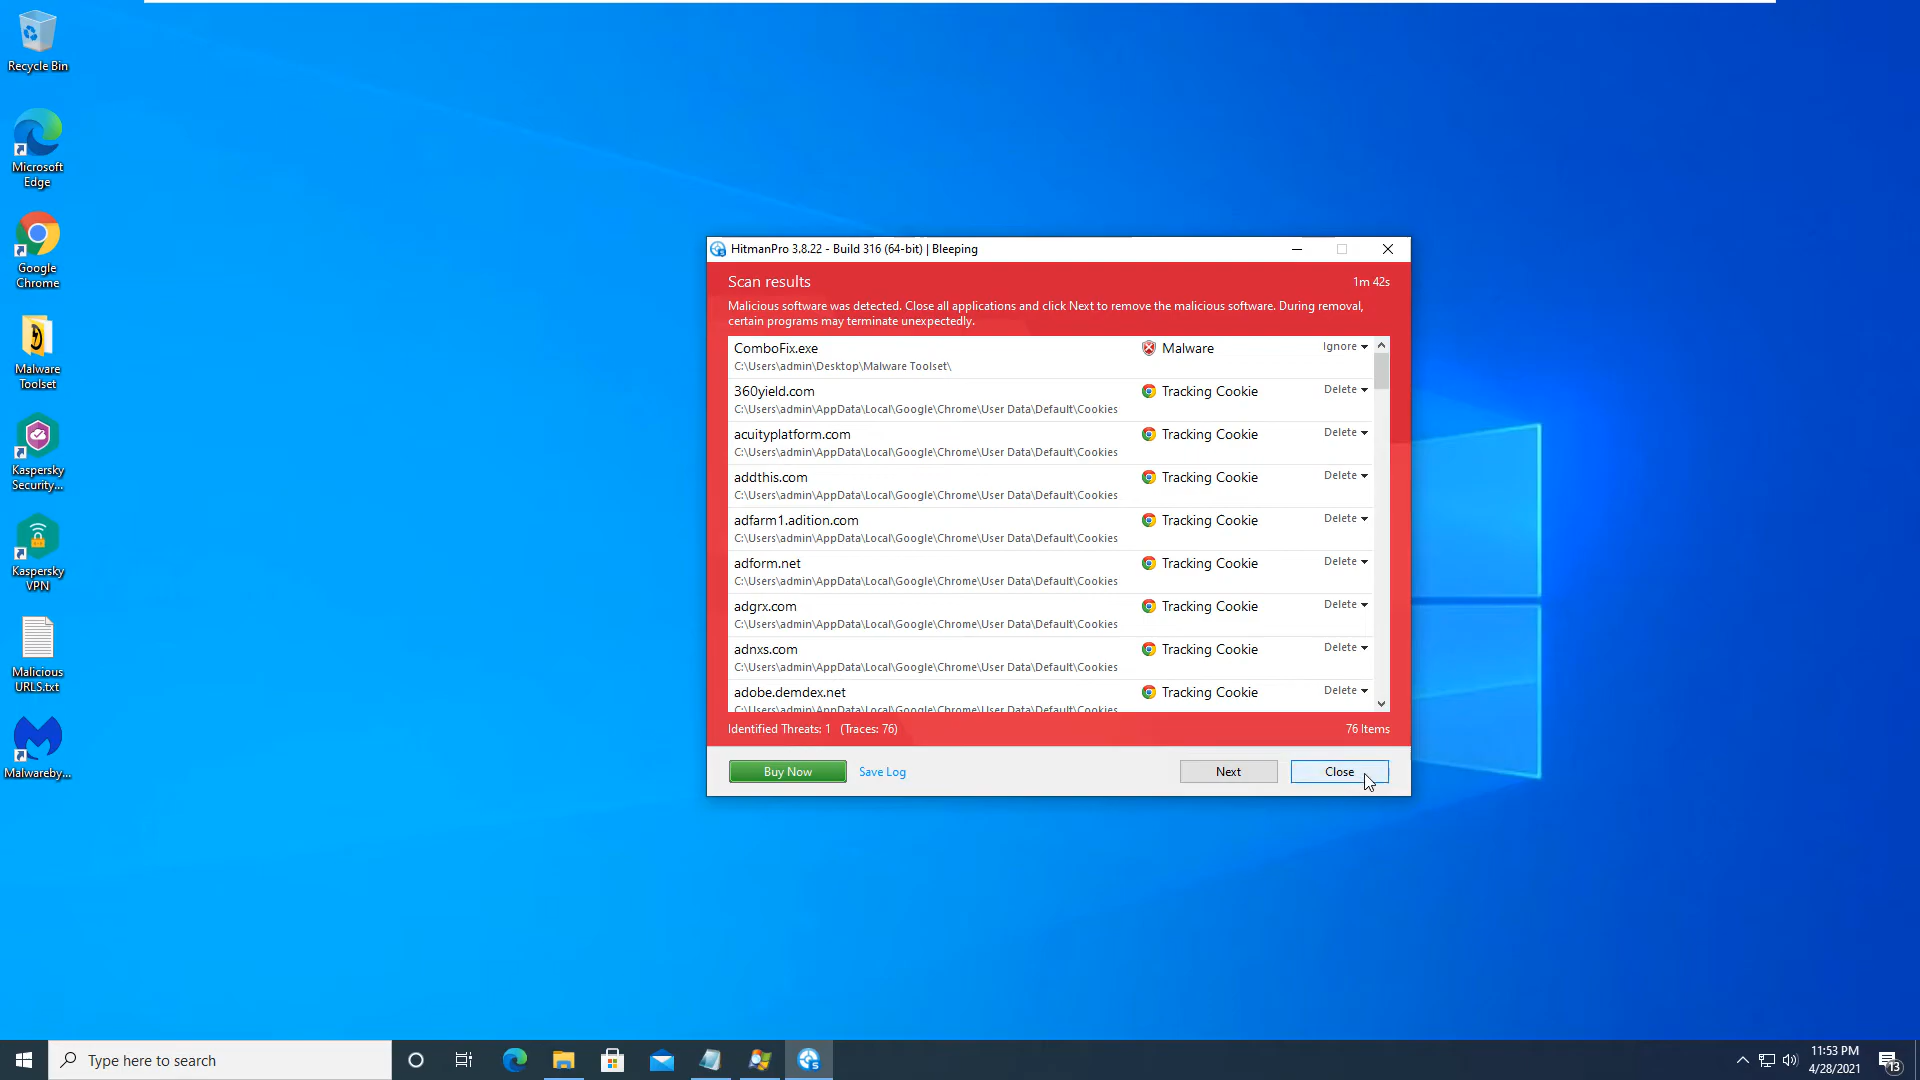 Recycle Bin
Microsoft
Edge
Google
Chrome
Malware
Toolset
Kaspersky
Security...
Kaspersky
VPN
Malicious
URLS.txt
Malwareby...
HitmanPro 3.8.22 - Build 316 (64-bit) | Bleeping
Scan results
1m 42s
Malicious software was detected. Close all applications and click Next to remove the malicious software. During removal,
certain programs may terminate unexpectedly.
ComboFix.exe Malware Ignore
C:\Users\admin\Desktop\Malware Toolset\
360yield.com Tracking Cookie Delete
C:\Users\admin\AppData\Local\Google\Chrome\User Data\Default\Cookies
acuityplatform.com Tracking Cookie Delete
C:\Users\admin\AppData\Local\Google\Chrome\User Data\Default\Cookies
addthis.com Tracking Cookie Delete
C:\Users\admin\AppData\Local\Google\Chrome\User Data\Default\Cookies
adfarm1.adition.com Tracking Cookie Delete
C:\Users\admin\AppData\Local\Google\Chrome\User Data\Default\Cookies
adform.net Tracking Cookie Delete
C:\Users\admin\AppData\Local\Google\Chrome\User Data\Default\Cookies
adgrx.com Tracking Cookie Delete
C:\Users\admin\AppData\Local\Google\Chrome\User Data\Default\Cookies
adnxs.com Tracking Cookie Delete
C:\Users\admin\AppData\Local\Google\Chrome\User Data\Default\Cookies
adobe.demdex.net Tracking Cookie Delete
C:\Users\admin\AppData\Local\Google\Chrome\User Data\Default\Cookies
Identified Threats: 1 (Traces: 76) 76 Items
Buy Now Save Log Next Close
Type here to search
11:53 PM
4/28/2021
13